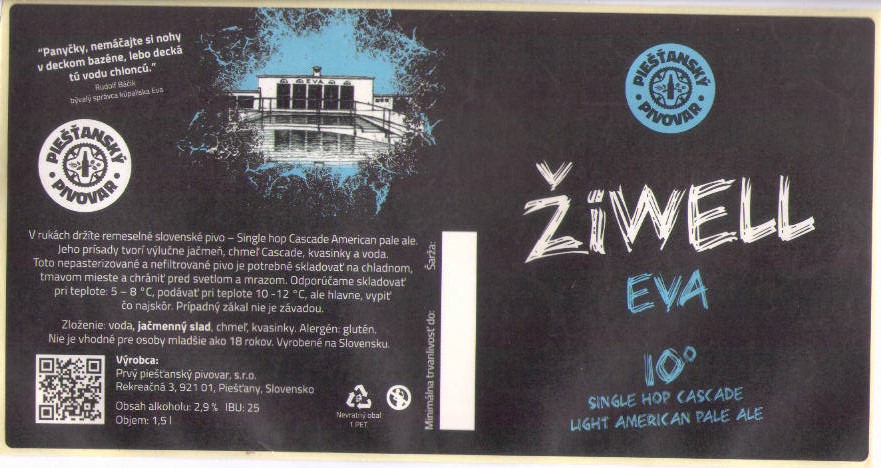 "Panyčky, nemáčajte si nohy
v deckom bazéne, lebo decká
tú vodu chlonců."
Rudolf Báčik
bývalý správca kúpaliska Eva
EVA
PIEŠŤANSKÝ
PIVOVAR
V rukách držíte remeselné slovenské pivo – Single hop Cascade American pale ale.
Jeho prísady tvorí výlučne jačmeň, chmeľ Cascade, kvasinky a voda.
Toto nepasterizované a nefiltrované pivo je potrebné skladovať na chladnom,
tmavom mieste a chrániť pred svetlom a mrazom. Odporúčame skladovať
pri teplote: 5 – 8 °C, podávať pri teplote 10 -12 °C, ale hlavne, vypiť
čo najskôr. Prípadný zákal nie je závadou.
Zloženie: voda, jačmenný slad, chmeľ, kvasinky. Alergén: glutén.
Nie je vhodné pre osoby mladšie ako 18 rokov. Vyrobené na Slovensku.
Výrobca:
Prvý piešťanský pivovar, s.r.o.
Rekreačná 3, 921 01, Piešťany, Slovensko
Obsah alkoholu: 2,9 % IBU: 25
Objem: 1,5 l
Nevratný obal
1 PET
Minimálna trvanlivosť do:
Šarža:
PIEŠŤANSKÝ
PIVOVAR
ŽiWELL
EVA
10°
SINGLE HOP CASCADE
LIGHT AMERICAN PALE ALE